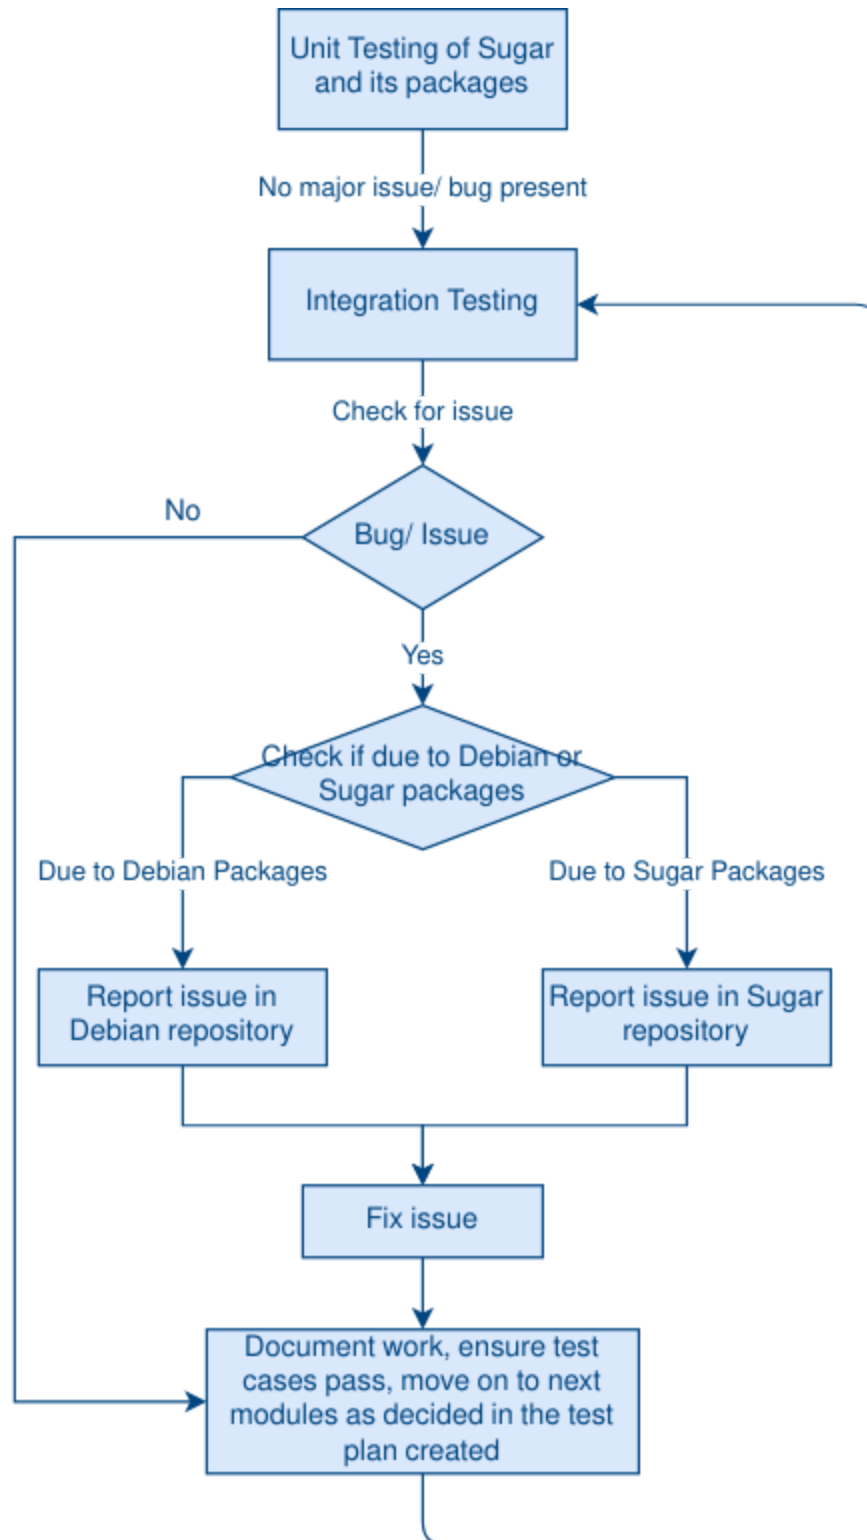 Unit Testing of Sugar
and its packages
No major issue/ bug present
Integration Testing
Check for issue
No
Bug/ Issue
Yes
Check if due to Debian or
Sugar packages
Due to Debian Packages
Due to Sugar Packages
Report issue in
Debian repository
Report issue in Sugar
repository
Fix issue
Document work, ensure test
cases pass, move on to next
modules as decided in the test
plan created